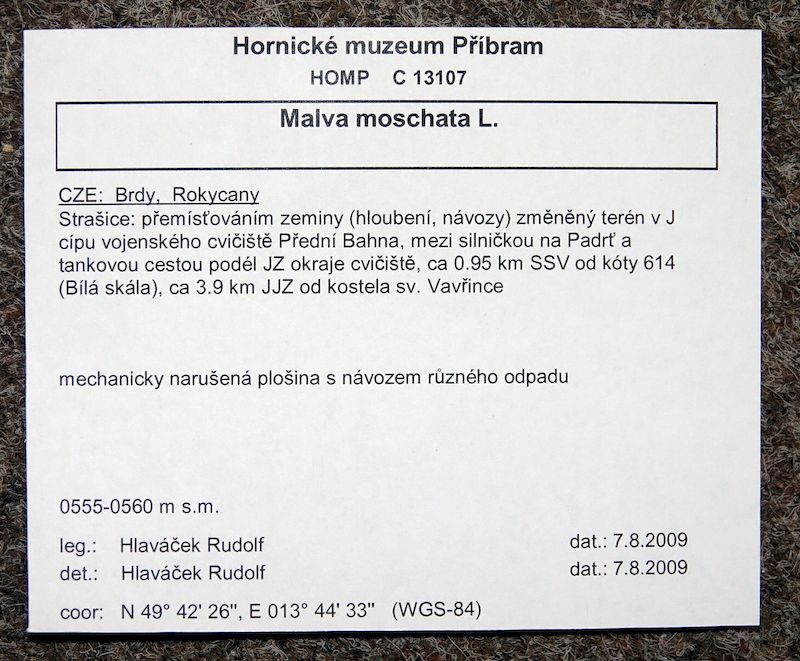 Hornické muzeum Příbram
HOMP C 13107
Malva moschata L.
CZE: Brdy, Rokycany
Strašice: přemísťováním zeminy (hloubení, návozy) změněný terén v J
cípu vojenského cvičiště Přední Bahna, mezi silničkou na Padrť a
tankovou cestou podél JZ okraje cvičiště, ca 0.95 km SSV od kóty 614
(Bílá skála), ca 3.9 km JJZ od kostela sv. Vavřince
mechanicky narušená plošina s návozem různého odpadu
0555-0560 m s.m.
leg.: Hlaváček Rudolf dat.: 7.8.2009
det.: Hlaváček Rudolf dat.: 7.8.2009
coor: N 49° 42' 26", E 013° 44' 33" (WGS-84)